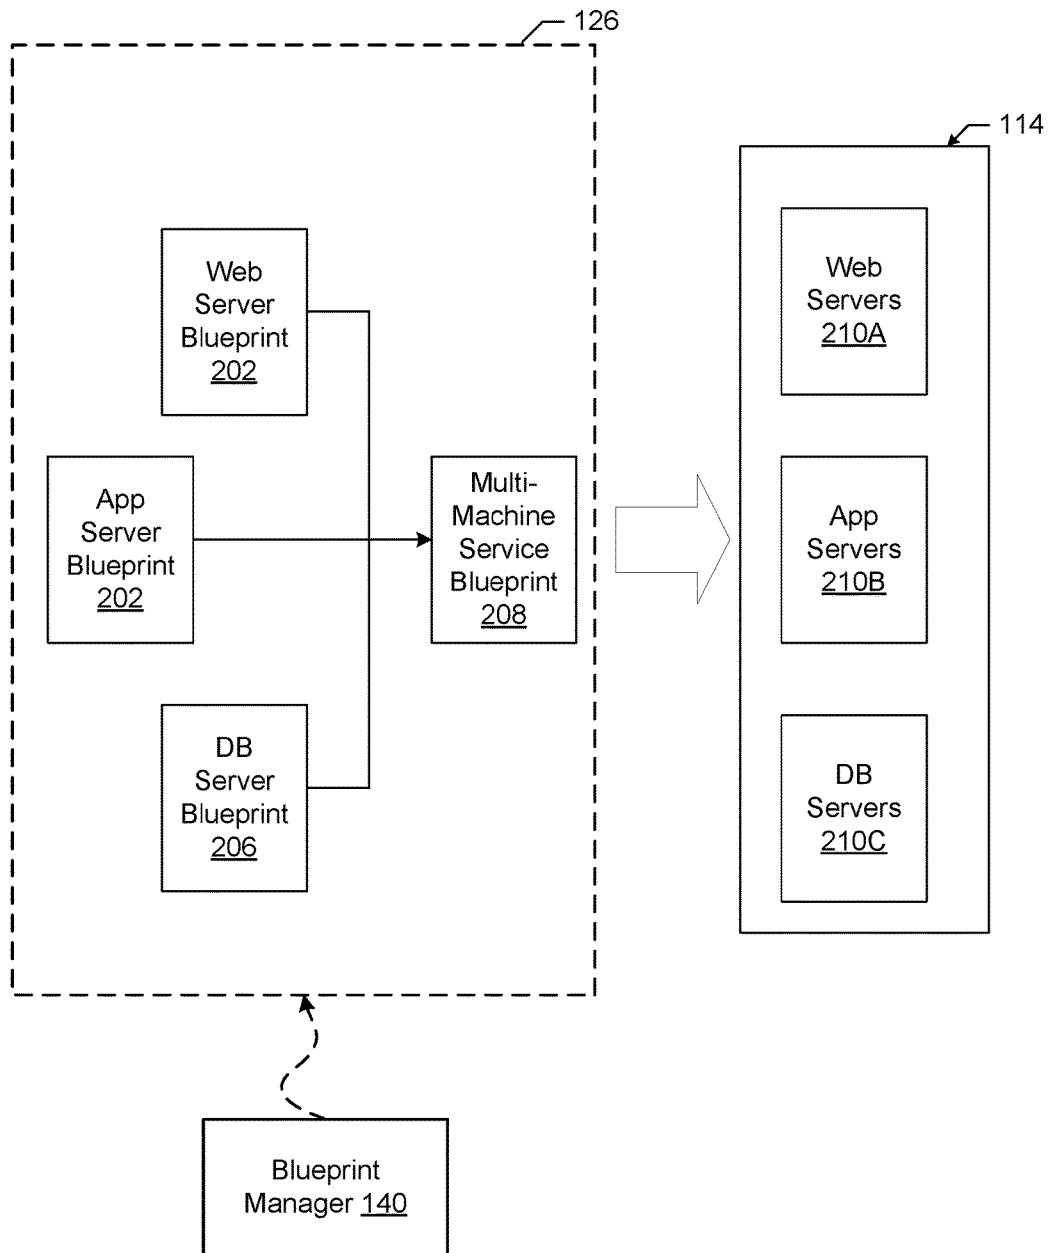 126
114
Web
Server
Blueprint
202
App
Server
Blueprint
202
DB
Server
Blueprint
206
Multi-
Machine
Service
Blueprint
208
Web
Servers
210A
App
Servers
210B
DB
Servers
210C
Blueprint
Manager 140